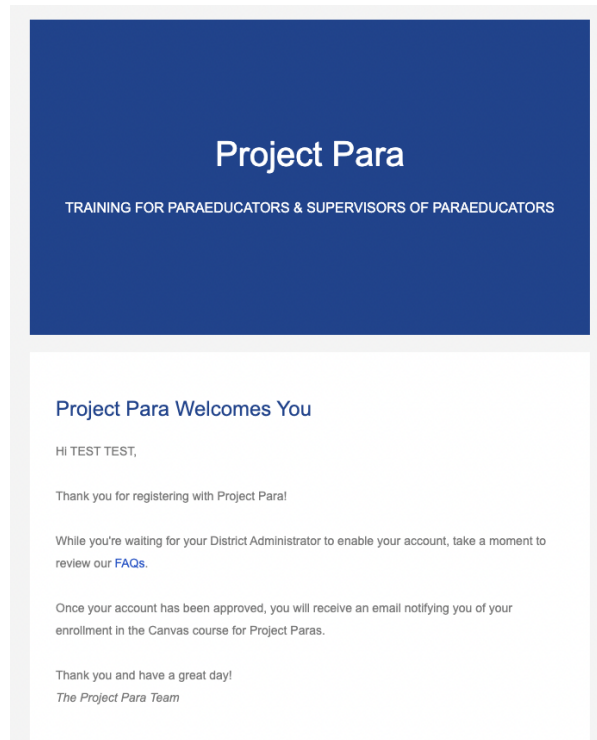 Project Para
TRAINING FOR PARAEDUCATORS & SUPERVISORS OF PARAEDUCATORS
Project Para Welcomes You
Hi TEST TEST,
Thank you for registering with Project Para!
While you're waiting for your District Administrator to enable your account, take a moment to
review our FAQs.
Once your account has been approved, you will receive an email notifying you of your
enrollment in the Canvas course for Project Paras.
Thank you and have a great day!
The Project Para Team